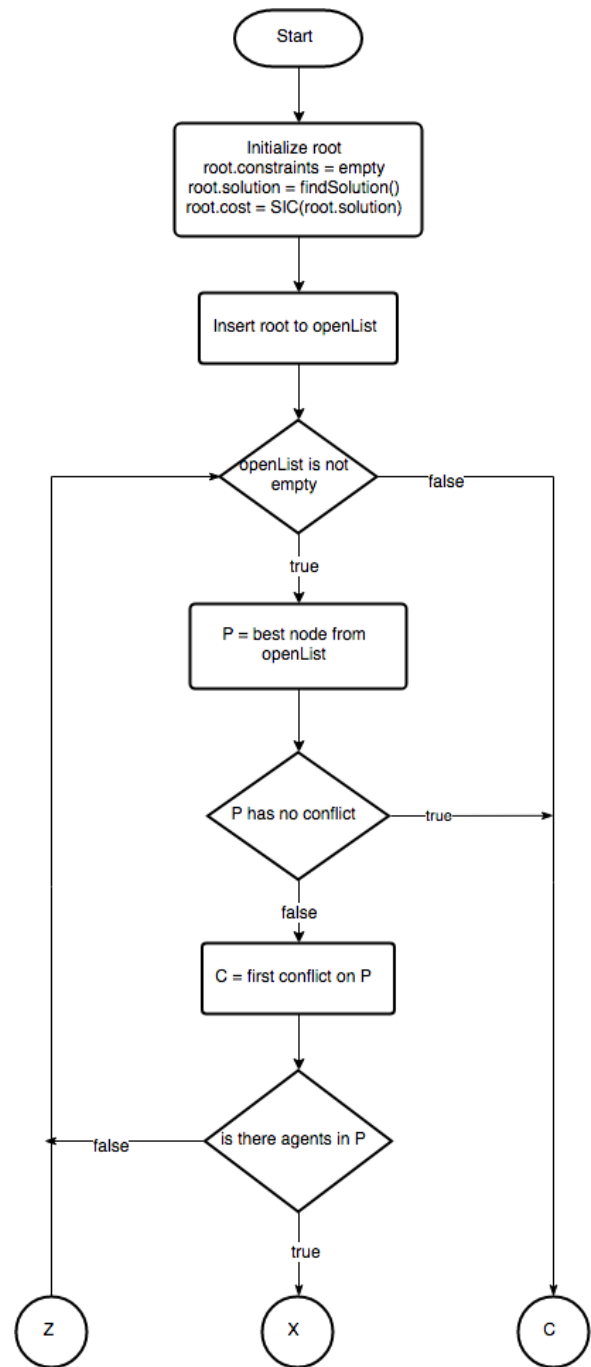 Start
Initialize root
root.constraints = empty
root.solution = findSolution()
root.cost = SIC(root.solution)
Insert root to openList
openList is not
empty
false
true
P = best node from
openList
P has no conflict
true
false
C = first conflict on P
is there agents in P
false
true
Z
X
C